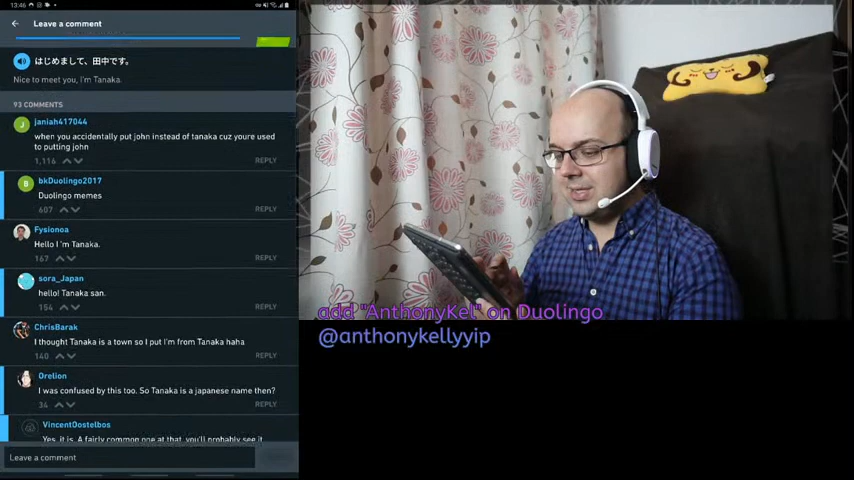 13:46
Leave a comment
はじめまして、田中です。
Nice to meet you, I'm Tanaka.
93 COMMENTS
J
janiah417044
when you accidentally put john instead of tanaka cuz youre used
to putting john
1,116
REPLY
B
bkDuolingo2017
Duolingo memes
607
REPLY
Fysionoa
Hello I 'm Tanaka.
167
REPLY
sora_Japan
hello! Tanaka san.
154
REPLY
ChrisBarak
I thought Tanaka is a town so I put I'm from Tanaka haha
140
REPLY
Orelion
I was confused by this too. So Tanaka is a japanese name then?
34
REPLY
VincentOostelbos
Yes, it is. A fairly common one at that, you'll probably see it
Leave a comment
add "AnthonyKel" on Duolingo
@anthonykellyyip